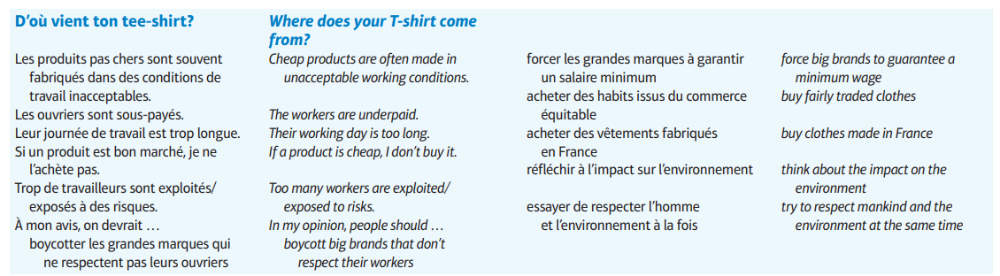 D'où vient ton tee-shirt?
Where does your T-shirt come
from?
Les produits pas chers sont souvent
fabriqués dans des conditions de
travail inacceptables.
Cheap products are often made in
unacceptable working conditions.
Les ouvriers sont sous-payés.
The workers are underpaid.
Leur journée de travail est trop longue.
Their working day is too long.
Si un produit est bon marché, je ne
l'achète pas.
If a product is cheap, I don't buy it.
Trop de travailleurs sont exploités/
exposés à des risques.
Too many workers are exploited/
exposed to risks.
À mon avis, on devrait …
In my opinion, people should …
boycotter les grandes marques qui
ne respectent pas leurs ouvriers
boycott big brands that don't
respect their workers
forcer les grandes marques à garantir
un salaire minimum
force big brands to guarantee a
minimum wage
acheter des habits issus du commerce
équitable
buy fairly traded clothes
acheter des vêtements fabriqués
en France
buy clothes made in France
réfléchir à l'impact sur l'environnement
think about the impact on the
environment
essayer de respecter l'homme
et l'environnement à la fois
try to respect mankind and the
environment at the same time